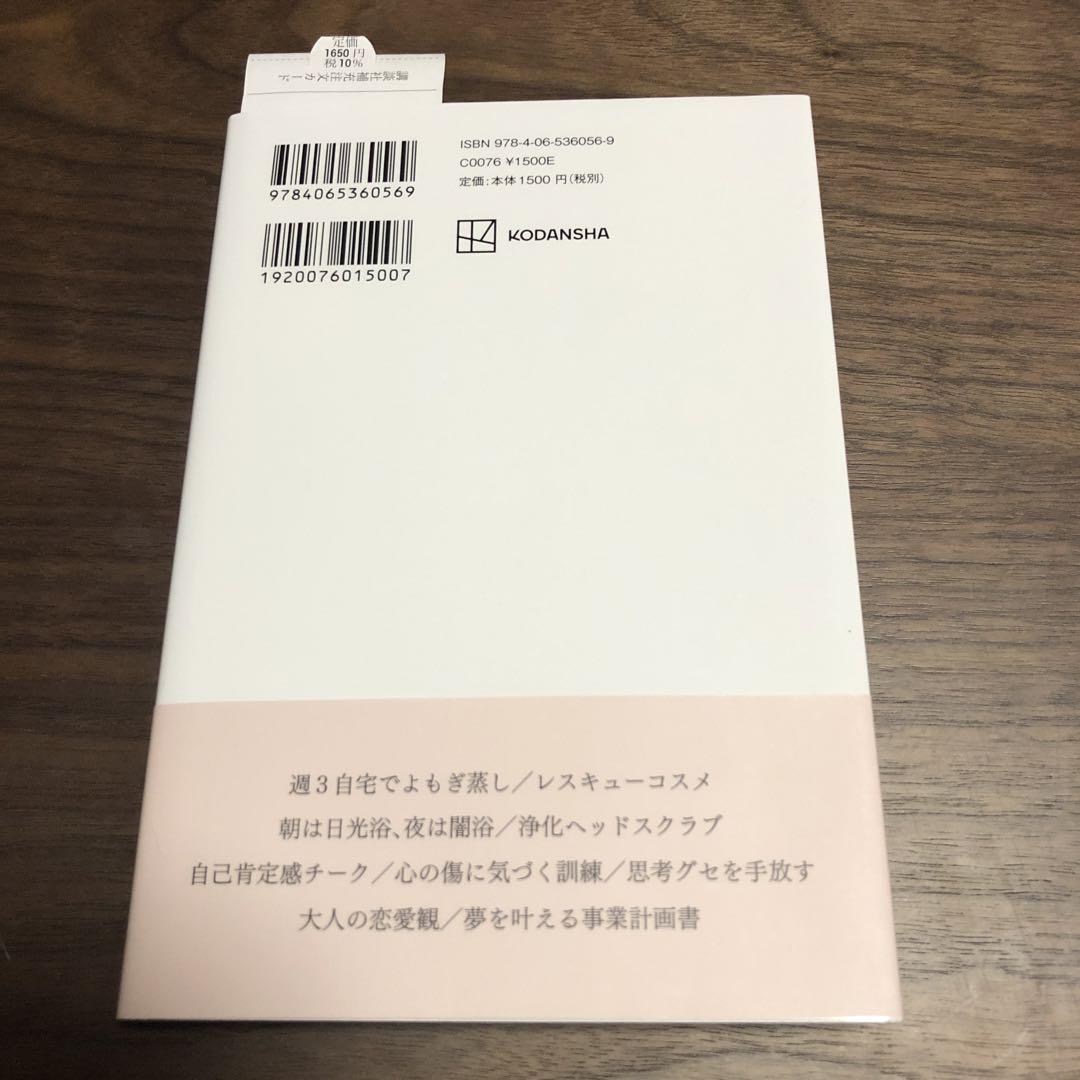 定価
1650円
税10%
講談社補充注文カード
ISBN 978-4-06-536056-9
C0076 ¥1500E
定価:本体1500円(税別)
9784065360569
KODANSHA
1920076015007
週3自宅でよもぎ蒸し/レスキューコスメ
朝は日光浴、夜は闇浴/浄化ヘッドスクラブ
自己肯定感チーク/心の傷に気づく訓練/思考グセを手放す
大人の恋愛観/夢を叶える事業計画書